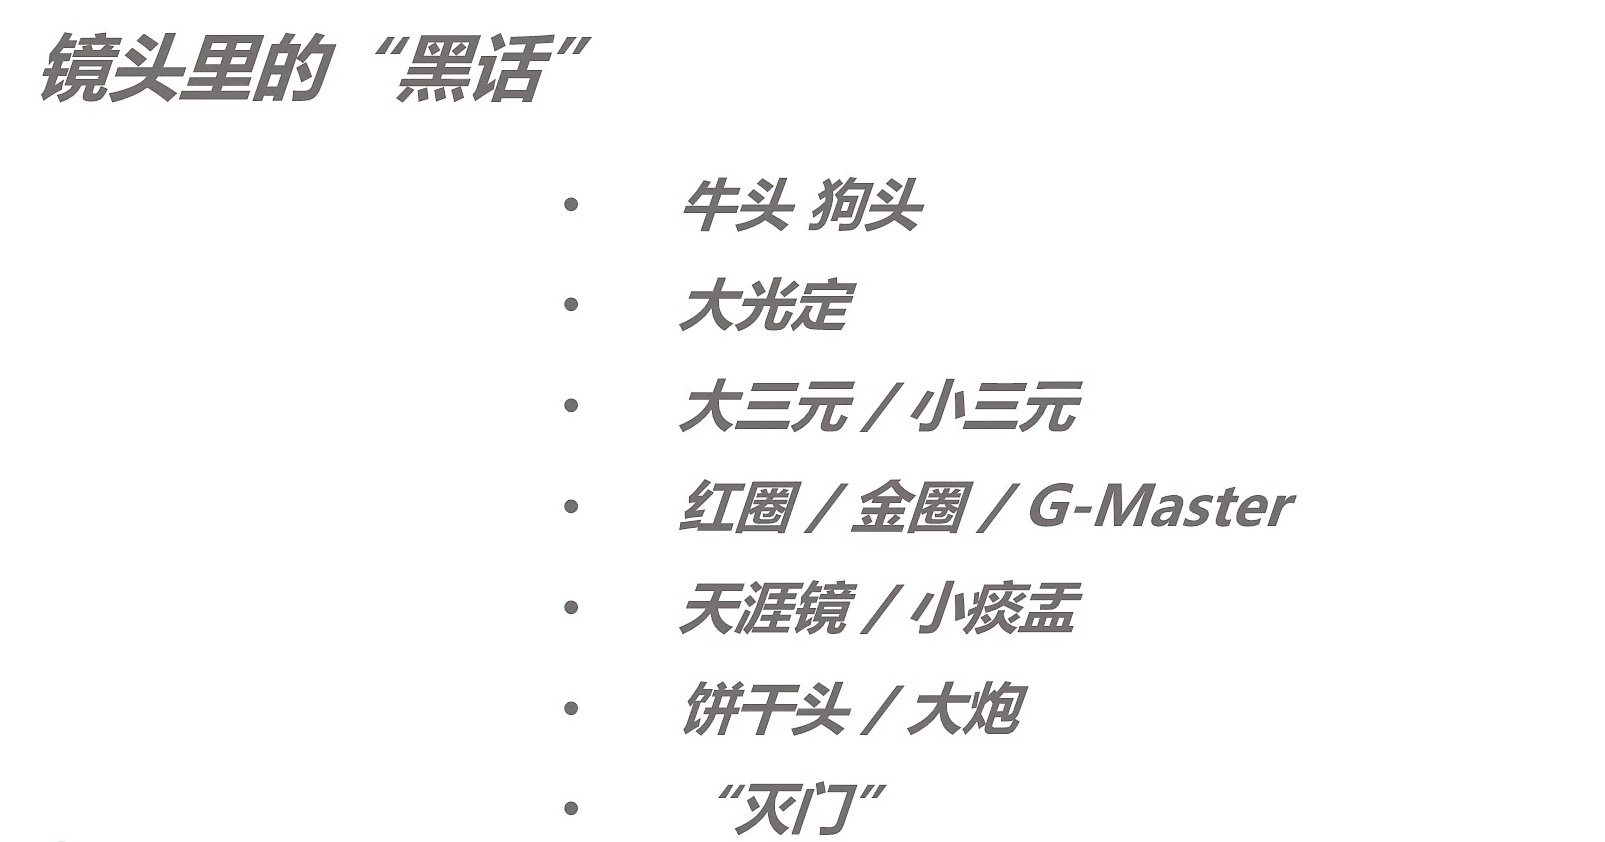 镜头里的“黑话”
• 牛头 狗头
• 大光定
• 大三元 / 小三元
• 红圈 / 金圈 / G-Master
• 天涯镜 / 小痰盂
• 饼干头 / 大炮
• “灭门”